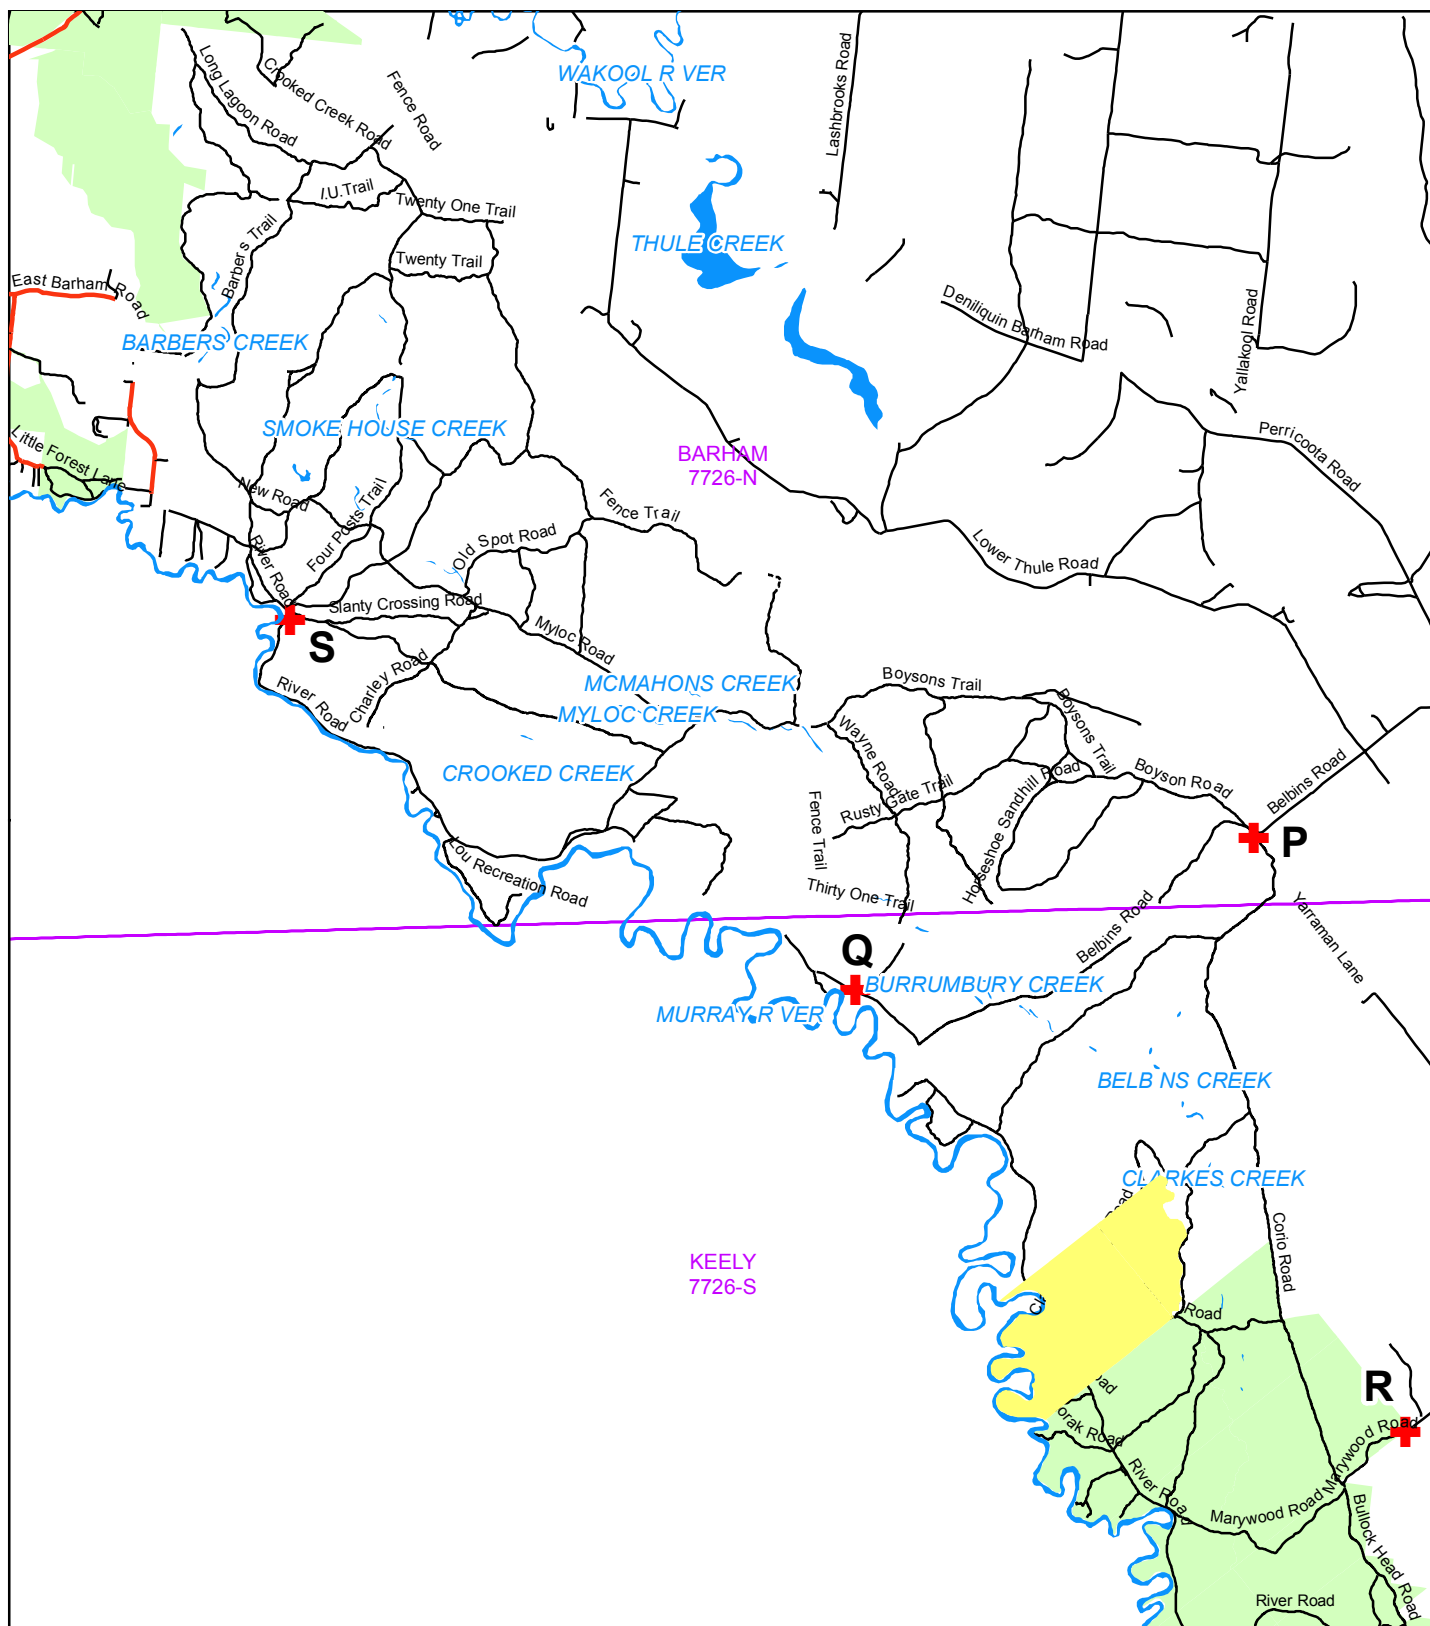 WAKOOL R VER
Lashbrooks Road
Long Lagoon Road
Crooked Creek Road
Fence Road
I.U.Trail
Twenty One Trail
Barbers Trail
Twenty Trail
THULE CREEK
East Barham Road
BARBERS CREEK
Deniliquin Barham Road
Yallakool Road
SMOKE HOUSE CREEK
Little Forest Lane
BARHAM
7726-N
Perricoota Road
New Road
Four Posts Trail
Fence Trail
Old Spot Road
River Road
Lower Thule Road
Slanty Crossing Road
S
Myloc Road
Charley Road
River Road
MCMAHONS CREEK
MYLOC CREEK
Boysons Trail
Boysons Trail
Wayne Road
CROOKED CREEK
Boyson Road
Belbins Road
Rusty Gate Trail
Horseshoe Sandhill Road
Fence Trail
P
Lou Recreation Road
Thirty One Trail
Belbins Road
Yarraman Lane
Q
BURRUMBURY CREEK
MURRAY R VER
BELB NS CREEK
CLARKES CREEK
oad
Corio Road
KEELY
7726-S
Cl
Road
oad
R
orak Road
Marywood Road
River Road
Marywood Road
Bullock Head Road
River Road